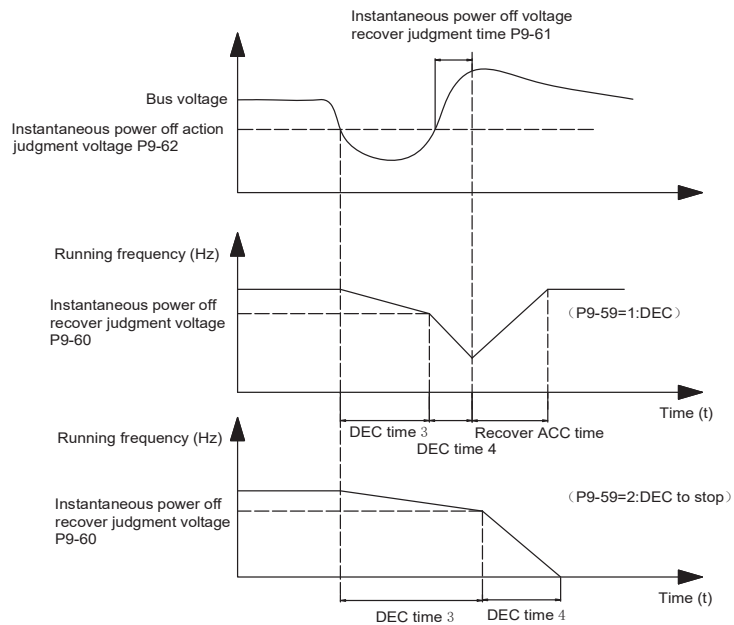 Instantaneous power off voltage
recover judgment time P9-61
Bus voltage
Instantaneous power off action
judgment voltage P9-62
Running frequency (Hz)
Instantaneous power off
recover judgment voltage
P9-60
（P9-59=1:DEC）
Time (t)
DEC time 3
Recover ACC time
DEC time 4
Running frequency (Hz)
Instantaneous power off
recover judgment voltage
P9-60
（P9-59=2:DEC to stop）
Time (t)
DEC time 3
DEC time 4